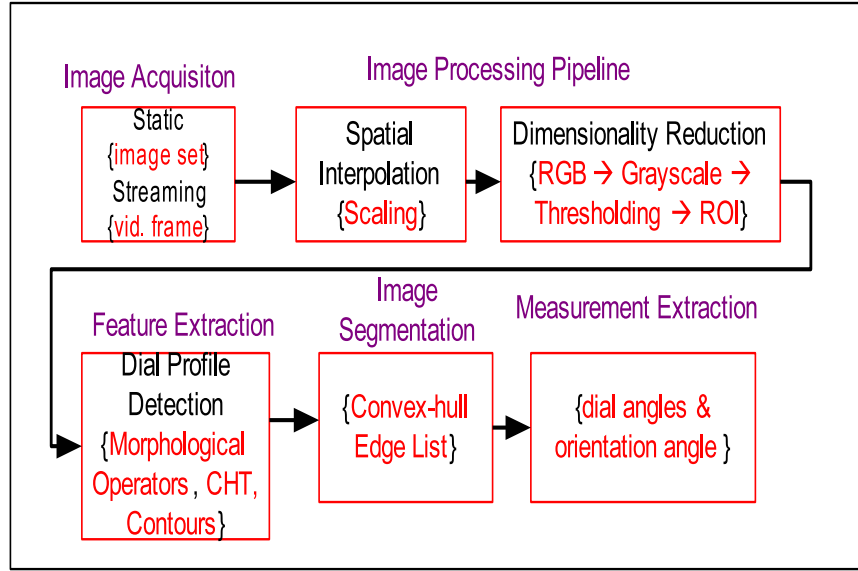 Image Acquisiton
Image Processing Pipeline
Static
{image set}
Streaming
{vid. frame}
Spatial
Interpolation
{Scaling}
Dimensionality Reduction
{RGB → Grayscale →
Thresholding → ROI}
Feature Extraction
Dial Profile
Detection
{Morphological
Operators , CHT,
Contours}
Image
Segmentation
{Convex-hull
Edge List}
Measurement Extraction
{dial angles &
orientation angle }